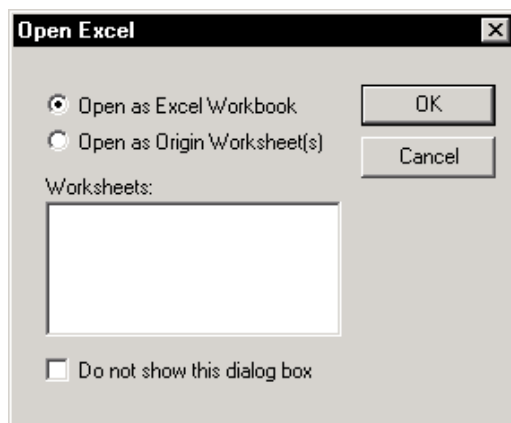 Open Excel
Open as Excel Workbook
OK
Open as Origin Worksheet(s)
Cancel
Worksheets:
Do not show this dialog box